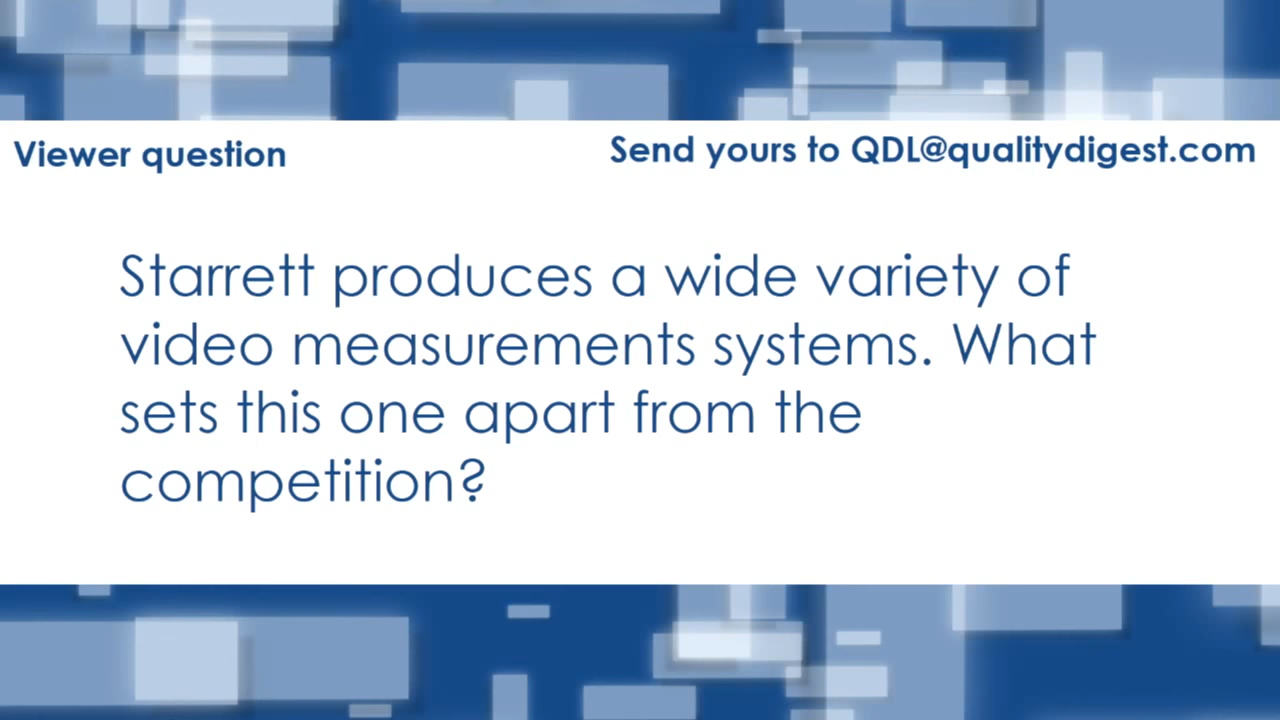 Viewer question
Send yours to QDL@qualitydigest.com
Starrett produces a wide variety of
video measurements systems. What
sets this one apart from the
competition?